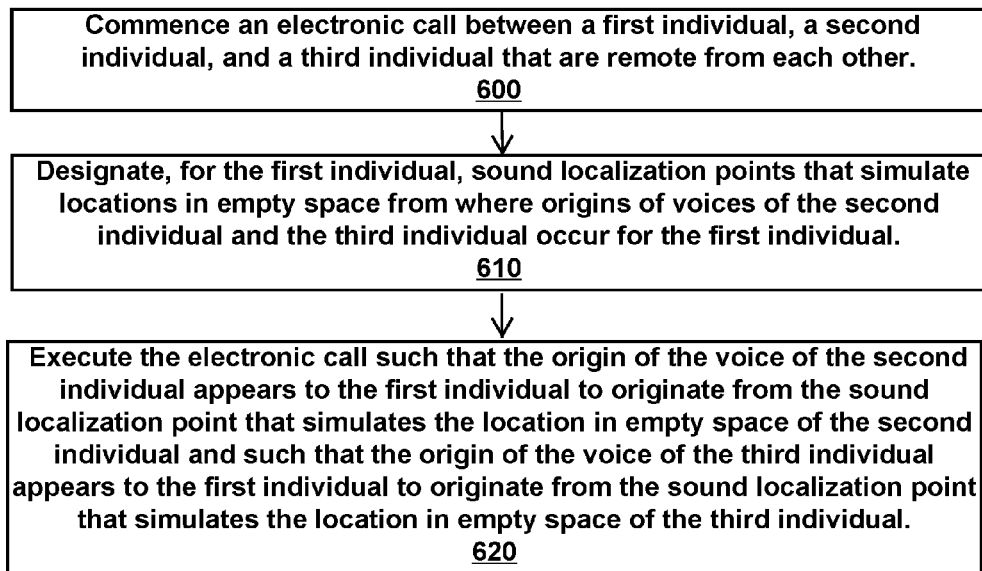 Commence an electronic call between a first individual, a second
individual, and a third individual that are remote from each other.
600
Designate, for the first individual, sound localization points that simulate
locations in empty space from where origins of voices of the second
individual and the third individual occur for the first individual.
610
Execute the electronic call such that the origin of the voice of the second
individual appears to the first individual to originate from the sound
localization point that simulates the location in empty space of the second
individual and such that the origin of the voice of the third individual
appears to the first individual to originate from the sound localization point
that simulates the location in empty space of the third individual.
620